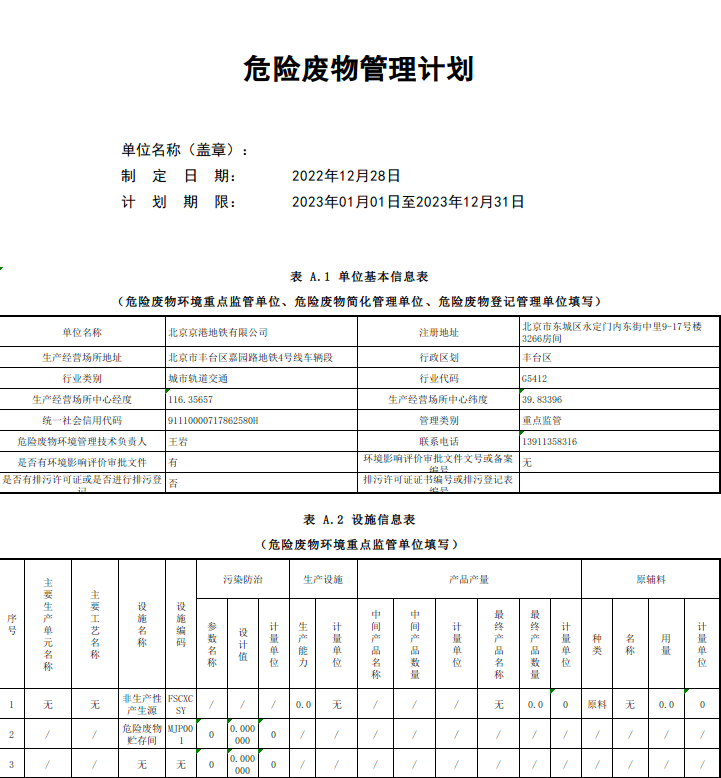 危险废物管理计划
单位名称（盖章）：
制 定 日 期： 2022年12月28日
计 划 期 限： 2023年01月01日至2023年12月31日
表 A.1 单位基本信息表
（危险废物环境重点监管单位、危险废物简化管理单位、危险废物登记管理单位填写）
单位名称 北京京港地铁有限公司 注册地址 北京市东城区永定门内东街中里9-17号楼3266房间
生产经营场所地址 北京市丰台区嘉园路地铁4号线车辆段 行政区划 丰台区
行业类别 城市轨道交通 行业代码 G5412
生产经营场所中心经度 116.35657 生产经营场所中心纬度 39.83396
统一社会信用代码 91110000717862580H 管理类别 重点监管
危险废物环境管理技术负责人 王岩 联系电话 13911358316
是否有环境影响评价审批文件 有 环境影响评价审批文件文号或备案编号 无
是否有排污许可证或是否进行排污登记 否 排污许可证证书编号或排污登记表编号
表 A.2 设施信息表
（危险废物环境重点监管单位填写）
序号 主要生产单元名称 主要工艺名称 设施名称 设施编码 污染防治 生产设施 产品产量 原辅料
参数名称 设计值 计量单位 生产能力 计量单位 中间产品名称 中间产品数量 计量单位 最终产品名称 最终产品数量 计量单位 种类 名称 用量 计量单位
1 无 无 非生产性产生源 FSCXCSY / / / 0.0 无 / / / 无 0.0 0 原料 无 0.0 0
2 / / 危险废物贮存间 MJP001 0 0.000000 0 / / / / / / / / / / / /
3 / / 无 无 0 0.000000 0 / / / / / / / / / / / /